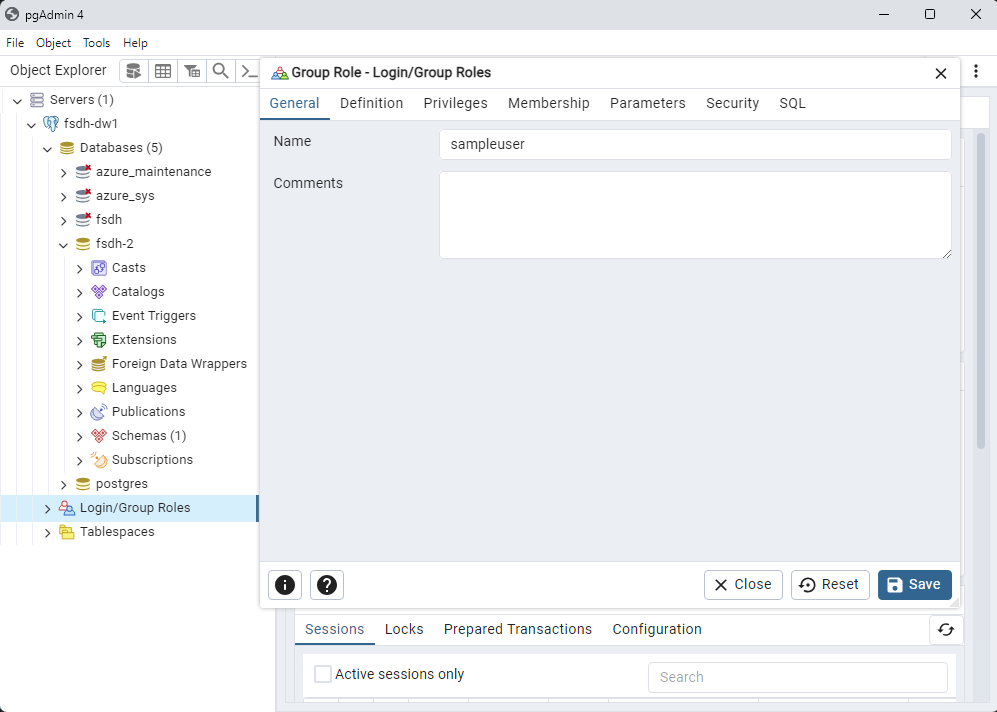 pgAdmin 4
File Object Tools Help
Object Explorer
Servers (1)
fsdh-dw1
Databases (5)
azure_maintenance
azure_sys
fsdh
fsdh-2
Casts
Catalogs
Event Triggers
Extensions
Foreign Data Wrappers
Languages
Publications
Schemas (1)
Subscriptions
postgres
Login/Group Roles
Tablespaces
Group Role - Login/Group Roles
General Definition Privileges Membership Parameters Security SQL
Name sampleuser
Comments
Close Reset Save
Sessions Locks Prepared Transactions Configuration
Active sessions only Search